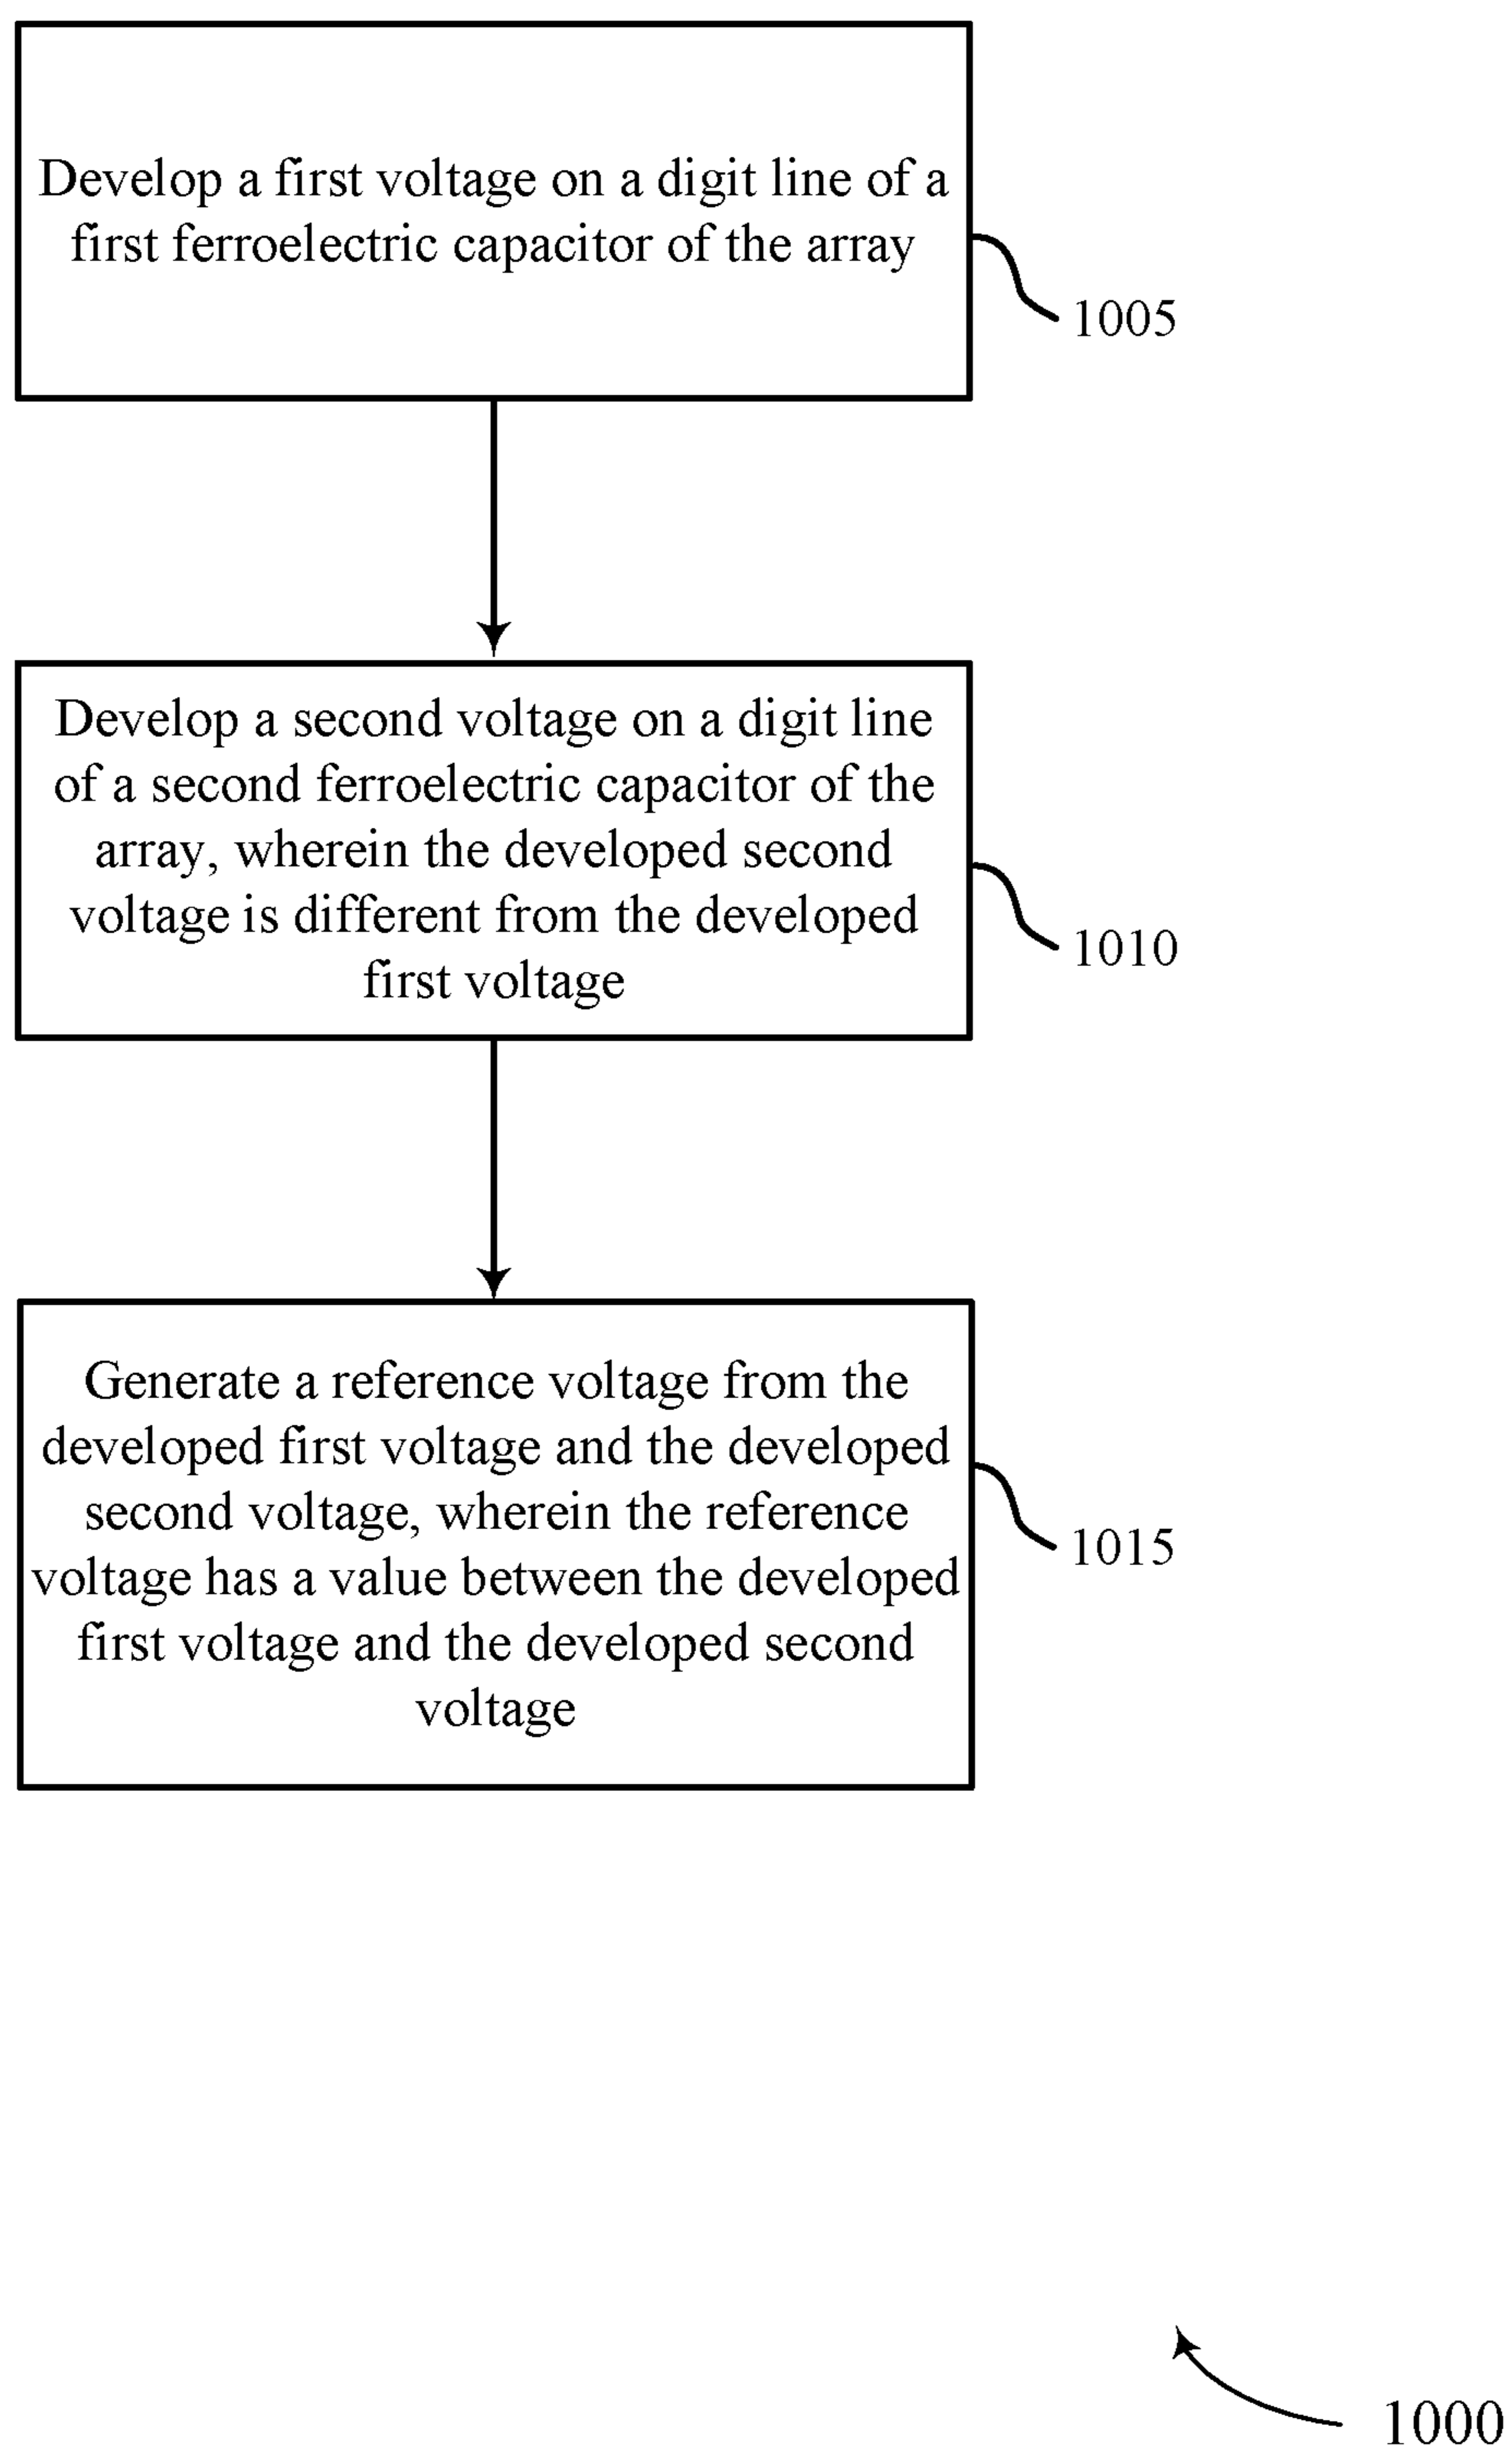 Develop a first voltage on a digit line of a
first ferroelectric capacitor of the array
1005
Develop a second voltage on a digit line
of a second ferroelectric capacitor of the
array, wherein the developed second
voltage is different from the developed
first voltage
1010
Generate a reference voltage from the
developed first voltage and the developed
second voltage, wherein the reference
voltage has a value between the developed
first voltage and the developed second
voltage
1015
1000